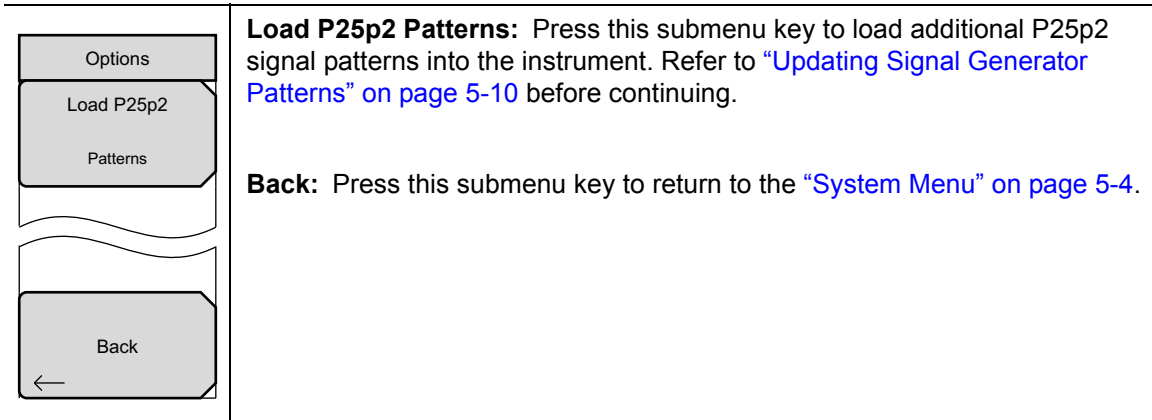 Options
Load P25p2
Patterns
Back
Load P25p2 Patterns: Press this submenu key to load additional P25p2
signal patterns into the instrument. Refer to “Updating Signal Generator
Patterns” on page 5-10 before continuing.
Back: Press this submenu key to return to the “System Menu” on page 5-4.